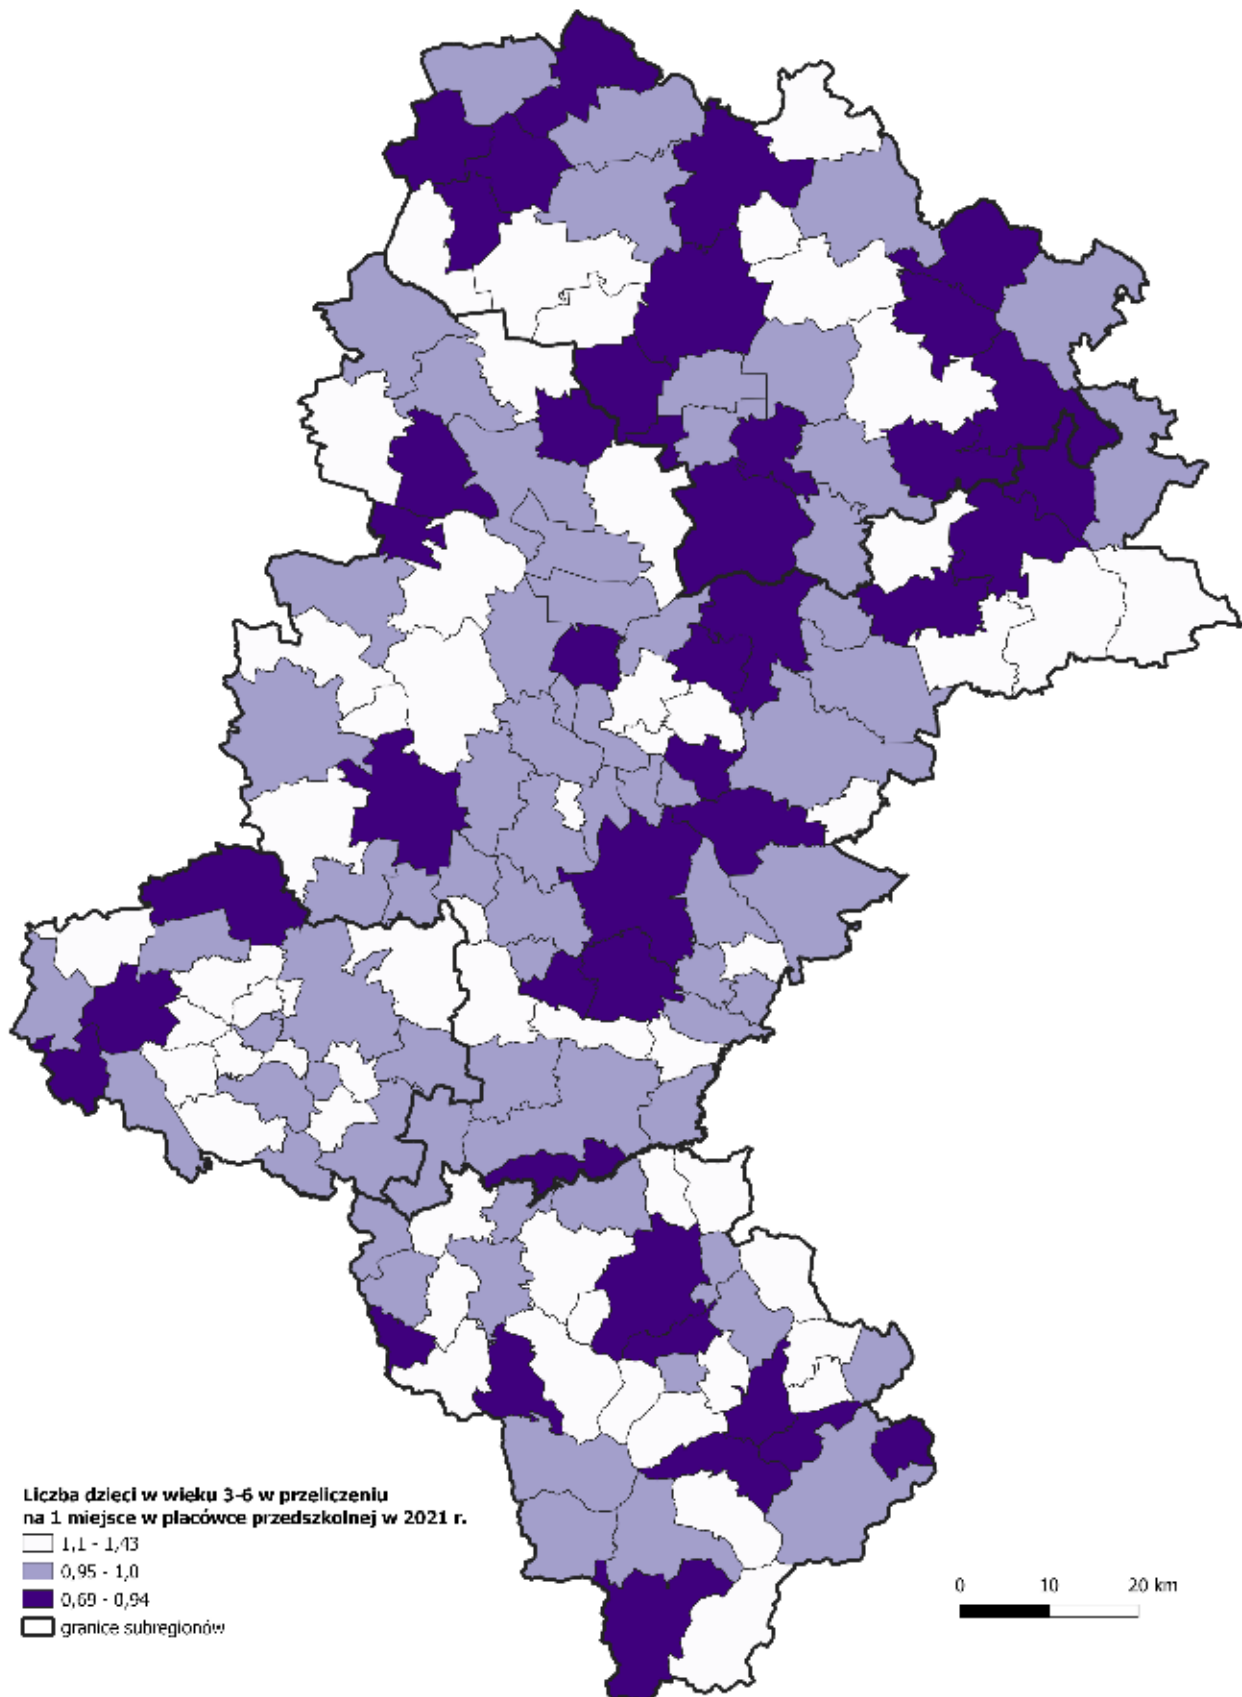 Liczba dzieci w wieku 3-6 w przeliczeniu
na 1 miejsce w placówce przedszkolnej w 2021 r.
1,1 - 1,43
0,95 - 1,0
0,69 - 0,94
granice subregionów
0 10 20 km